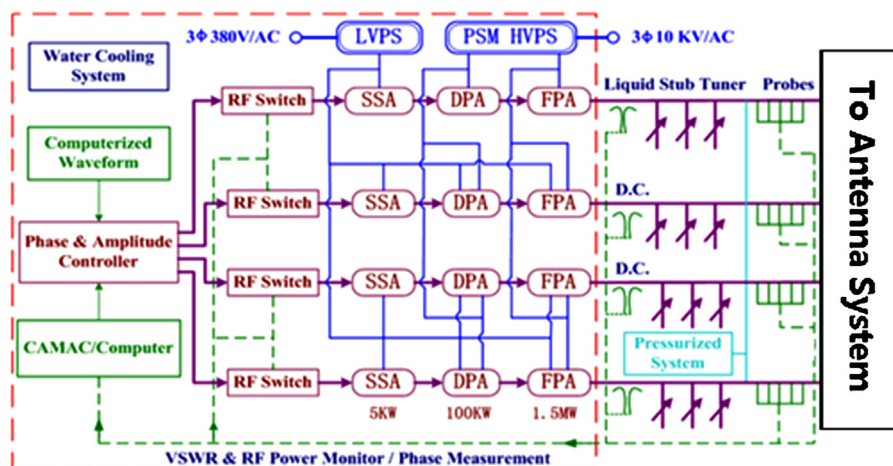 3Φ 380V/AC
LVPS
PSM HVPS
3Φ 10 KV/AC
Water Cooling
System
RF Switch
SSA
DPA
FPA
Liquid Stub Tuner
Probes
Computerized
Waveform
RF Switch
SSA
DPA
FPA
D.C.
Phase & Amplitude
Controller
RF Switch
SSA
DPA
FPA
D.C.
CAMAC/Computer
Pressurized
System
RF Switch
SSA
DPA
FPA
5KW
100KW
1.5MW
VSWR & RF Power Monitor / Phase Measurement
To Antenna System